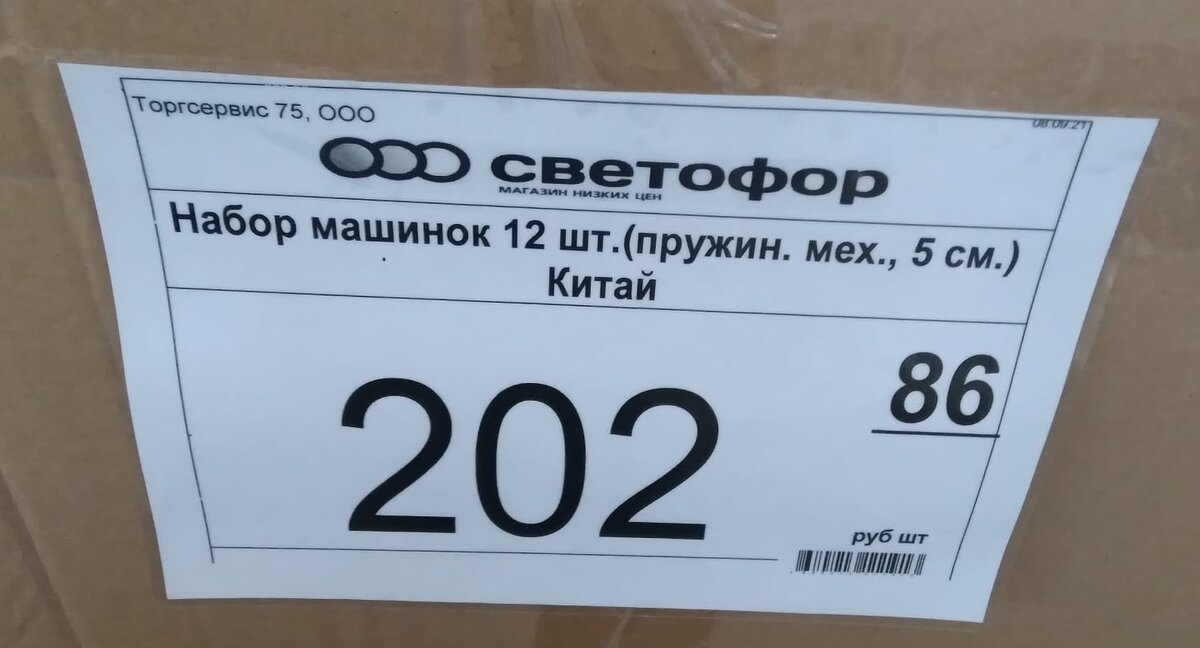 Торгсервис 75, ООО
08.09.21
светофор
МАГАЗИН НИЗКИХ ЦЕН
Набор машинок 12 шт.(пружин. мех., 5 см.)
Китай
202
86
руб шт